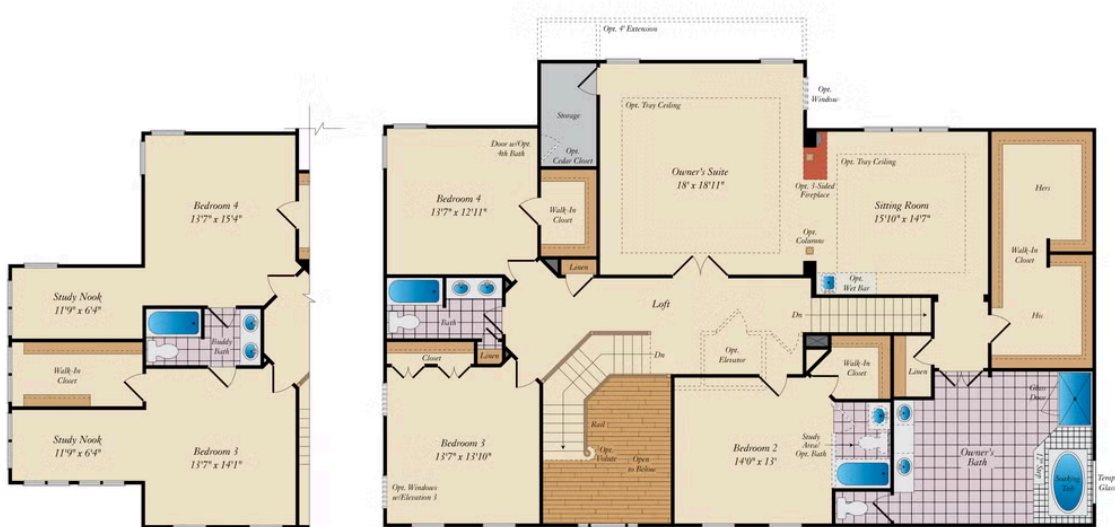 Opt. 4' Extension
Opt.
Window
Opt. Tray Ceiling
Storage
Opt.
Cedar Closet
Door w/Opt.
4th Bath
Owner's Suite
18' x 18'11"
Opt. 3-Sided
Fireplace
Opt. Tray Ceiling
Sitting Room
15'10" x 14'7"
Hers
Walk-In
Closet
His
Bedroom 4
13'7" x 15'4"
Bedroom 4
13'7" x 12'11"
Walk-In
Closet
Opt.
Columns
Opt.
Wet Bar
Linen
Study Nook
11'9" x 6'4"
Buddy
Bath
Bath
Loft
Dn
Dn
Opt.
Elevator
Closet
Linen
Walk-In
Closet
Walk-In
Closet
Linen
Glass
Door
Study Nook
11'9" x 6'4"
Bedroom 3
13'7" x 14'1"
Bedroom 3
13'7" x 13'10"
Rail
Opt.
Volute
Open
to Below
Bedroom 2
14'0" x 13'
Study
Area/
Opt. Bath
Owner's
Bath
12" Step
Soaking
Tub
Temp
Glass
Opt. Windows
w/Elevation 3